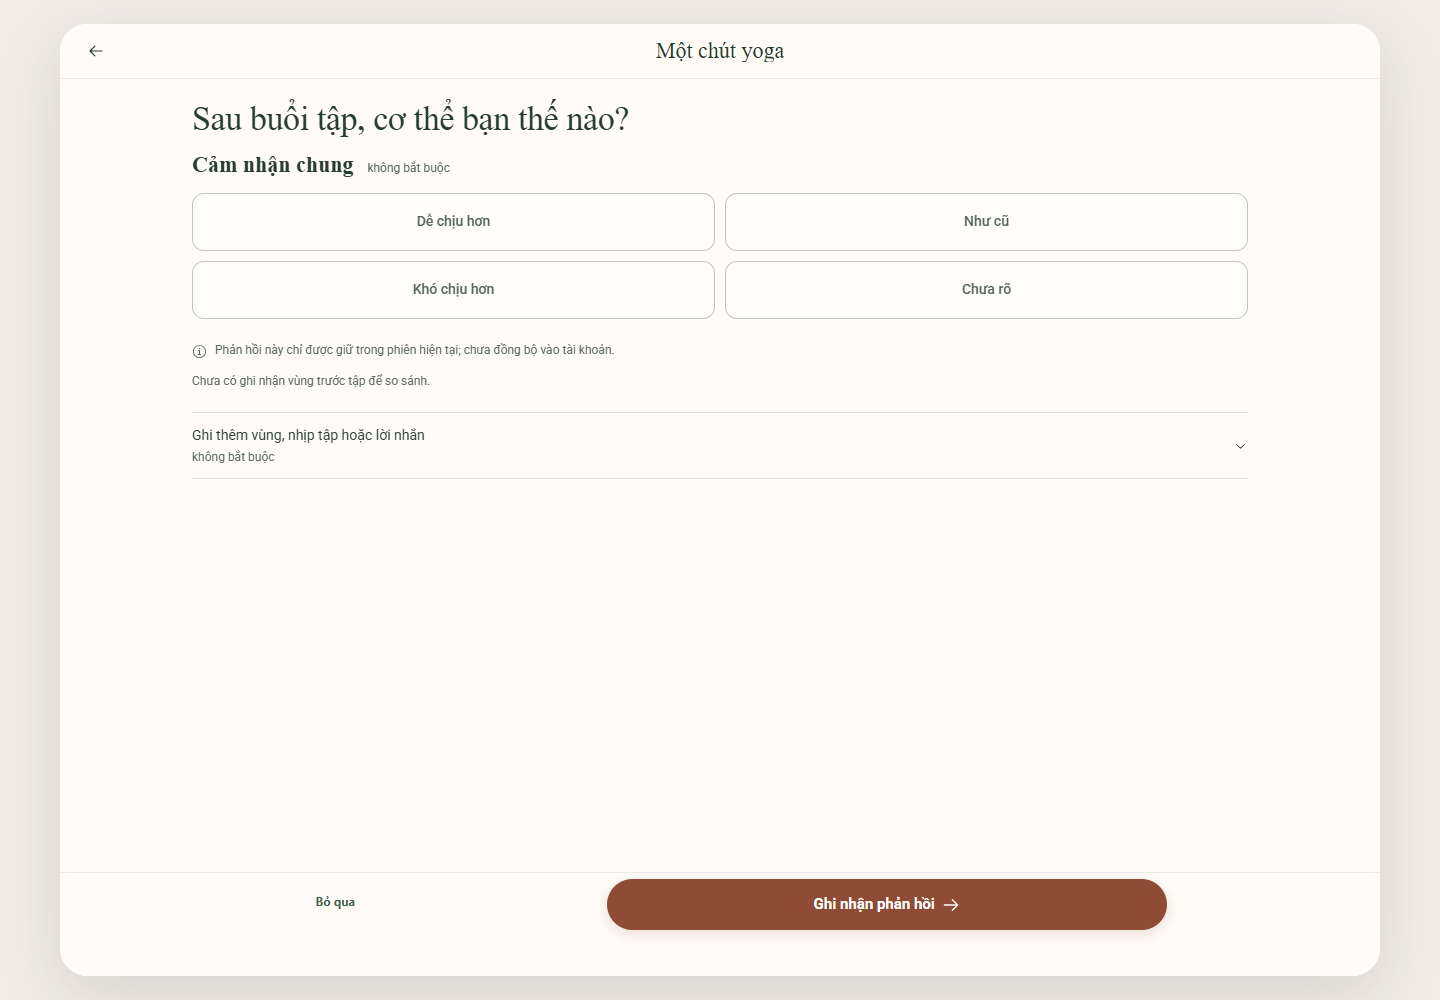 Một chút yoga
Sau buổi tập, cơ thể bạn thế nào?
Cảm nhận chung không bắt buộc
Dễ chịu hơn
Như cũ
Khó chịu hơn
Chưa rõ
Phản hồi này chỉ được giữ trong phiên hiện tại; chưa đồng bộ vào tài khoản.
Chưa có ghi nhận vùng trước tập để so sánh.
Ghi thêm vùng, nhịp tập hoặc lời nhắn
không bắt buộc
Bỏ qua
Ghi nhận phản hồi